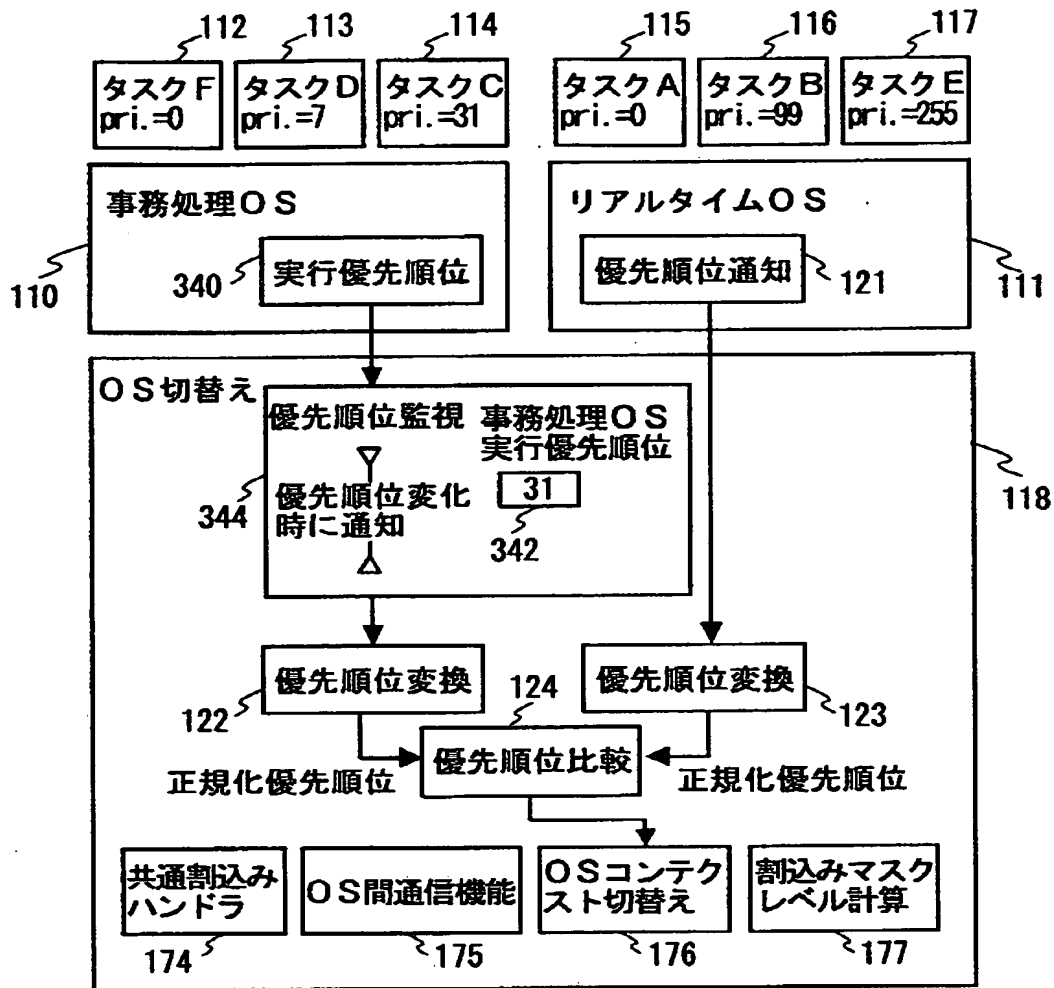 112
113
114
115
116
117
タスクF
pri.=0
タスクD
pri.=7
タスクC
pri.=31
タスクA
pri.=0
タスクB
pri.=99
タスクE
pri.=255
事務処理OS
リアルタイムOS
実行優先順位
優先順位通知
110
340
121
111
OS切替え
優先順位監視
事務処理OS
実行優先順位
31
優先順位変化
時に通知
344
342
118
優先順位変換
優先順位変換
122
124
123
優先順位比較
正規化優先順位
正規化優先順位
共通割込み
ハンドラ
OS間通信機能
OSコンテク
スト切替え
割込みマスク
レベル計算
174
175
176
177